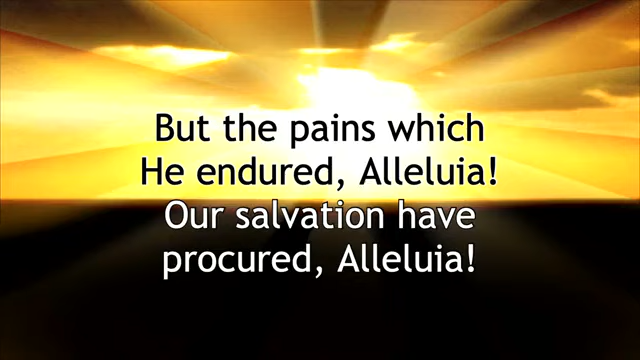 But the pains which
He endured, Alleluia!
Our salvation have
procured, Alleluia!